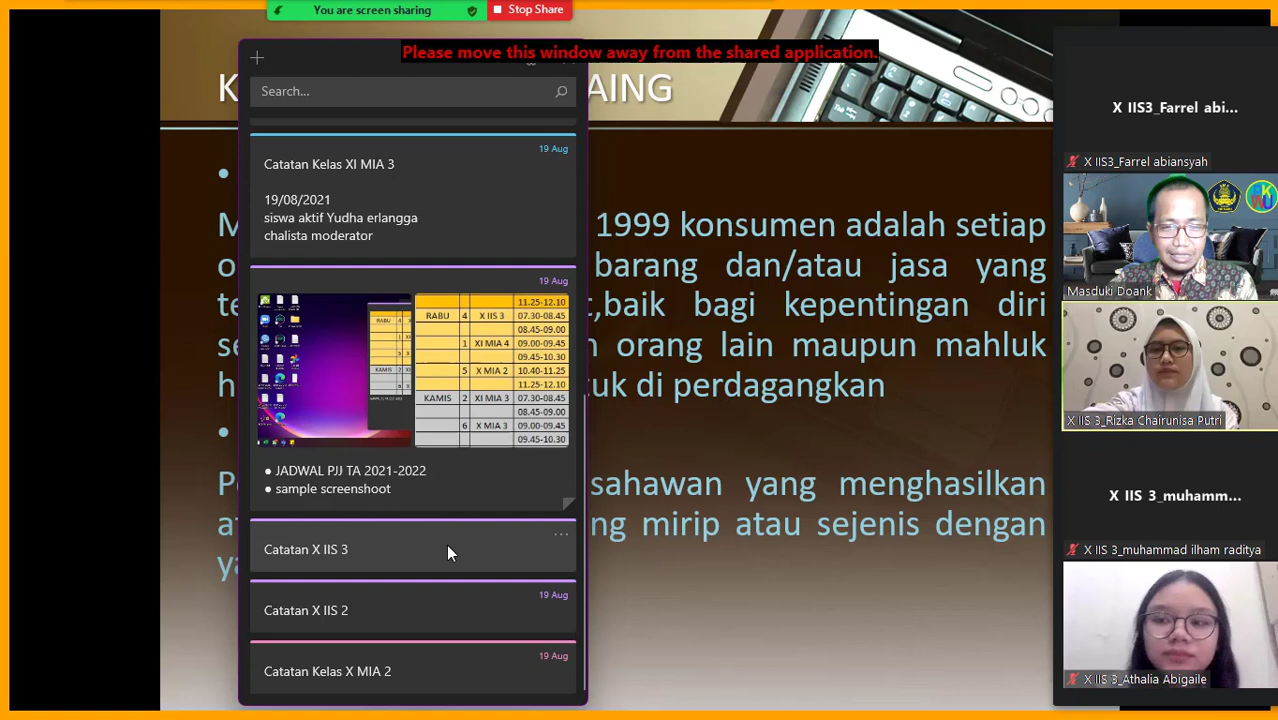 You are screen sharing
Stop Share
Please move this window away from the shared application.
K
AING
Search...
19 Aug
Catatan Kelas XI MIA 3
19/08/2021
siswa aktif Yudha erlangga
chalista moderator
19 Aug
11.25-12.10
RABU 4 X IIS 3 07.30-08.45
08.45-09.00
1 XI MIA 4 09.00-09.45
09.45-10.30
5 X MIA 2 10.40-11.25
11.25-12.10
KAMIS 2 XI MIA 3 07.30-08.45
08.45-09.00
6 X MIA 3 09.00-09.45
09.45-10.30
● JADWAL PJJ TA 2021-2022
● sample screenshoot
Catatan X IIS 3
19 Aug
Catatan X IIS 2
19 Aug
Catatan Kelas X MIA 2
1999 konsumen adalah setiap
barang dan/atau jasa yang
,baik bagi kepentingan diri
orang lain maupun mahluk
uk di perdagangkan
sahawan yang menghasilkan
ng mirip atau sejenis dengan
X IIS3_Farrel abi...
X IIS3_Farrel abiansyah
Masduki Doank
X IIS 3_Rizka Chairunisa Putri
X IIS 3_muhamm...
X IIS 3_muhammad ilham raditya
X IIS 3_Athalia Abigaile